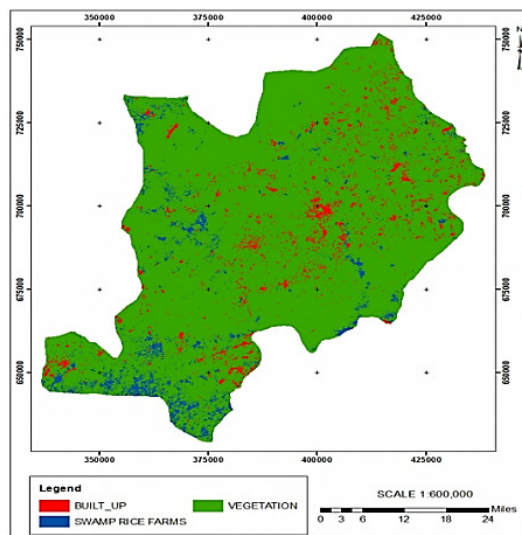 350000 375000 400000 425000
N
750000 750000
725000 725000
700000 700000
675000 675000
650000 650000
350000 375000 400000 425000
Legend
BUILT_UP VEGETATION
SWAMP RICE FARMS
SCALE 1:600,000
Miles
0 3 6 12 18 24